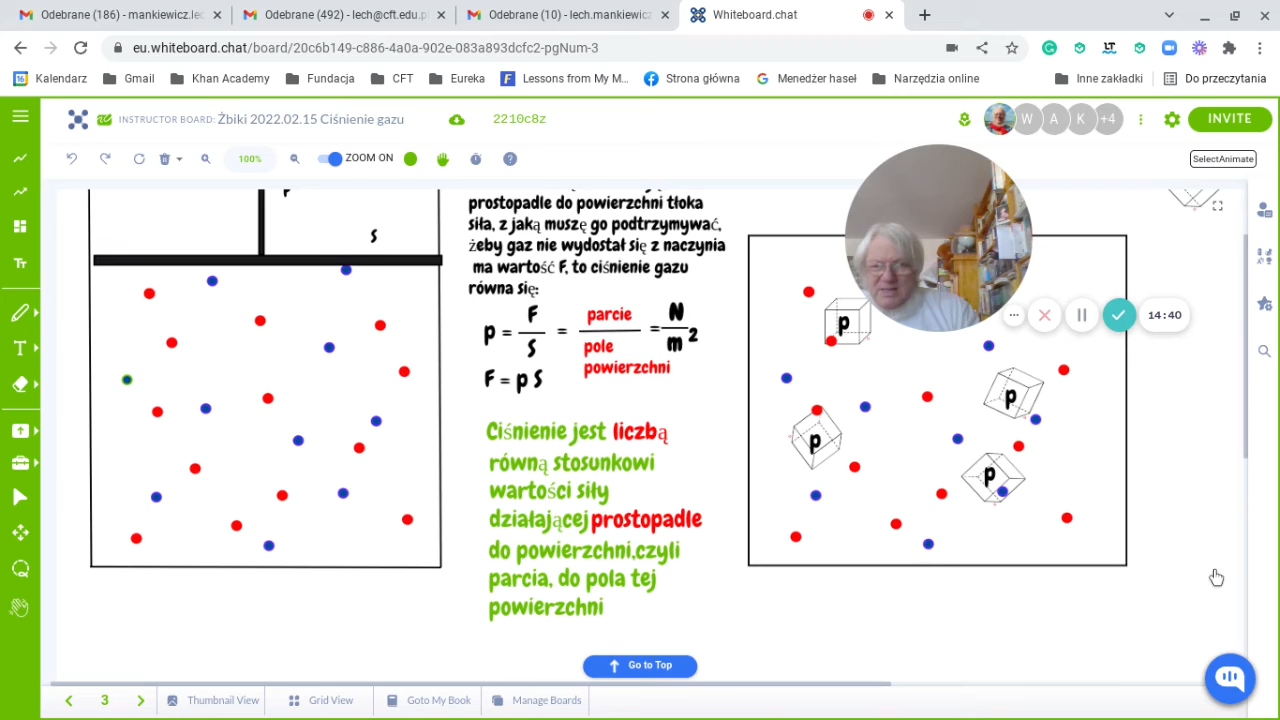 Odebrane (186) - mankiewicz.le
Odebrane (492) - lech@cft.edu.p
Odebrane (10) - lech.mankiewicz
Whiteboard.chat
eu.whiteboard.chat/board/20c6b149-c886-4a0a-902e-083a893dcfc2-pgNum-3
Kalendarz
Gmail
Khan Academy
Fundacja
CFT
Eureka
Lessons from My M...
Strona główna
Menedżer haseł
Narzędzia online
Inne zakładki
Do przeczytania
INSTRUCTOR BOARD: Żbiki 2022.02.15 Ciśnienie gazu
2210c8z
W
A
K
+4
INVITE
100%
ZOOM ON
SelectAnimate
S
prostopadle do powierzchni tłoka
siła, z jaką muszę go podtrzymywać,
żeby gaz nie wydostał się z naczynia
ma wartość F, to ciśnienie gazu
równa się:
p = F / S = parcie / pole powierzchni = N / m 2
F = p S
Ciśnienie jest liczbą
równą stosunkowi
wartości siły
działającej prostopadle
do powierzchni,czyli
parcia, do pola tej
powierzchni
p
p
p
p
14:40
Go to Top
3
Thumbnail View
Grid View
Goto My Book
Manage Boards